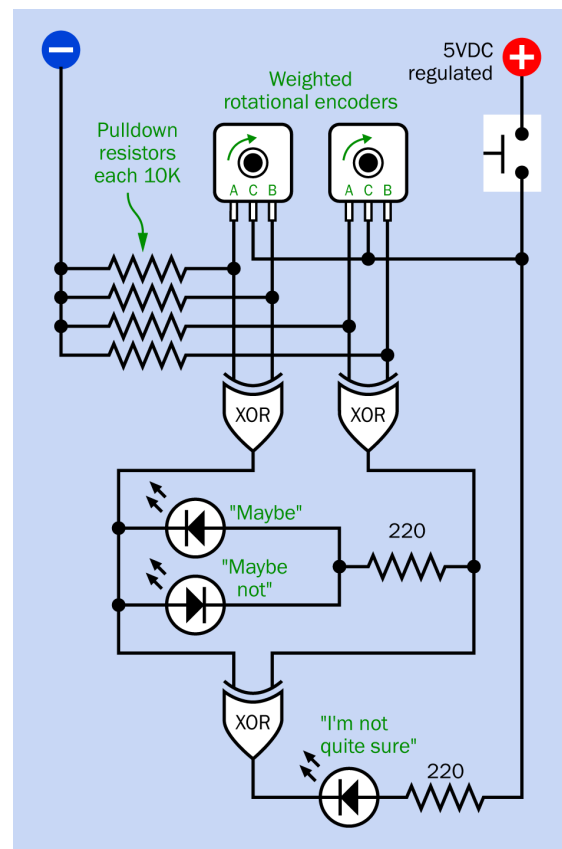 5VDC
regulated
Weighted
rotational encoders
Pulldown
resistors
each 10K
A C B
A C B
XOR
XOR
"Maybe"
220
"Maybe
not"
XOR
"I'm not
quite sure"
220